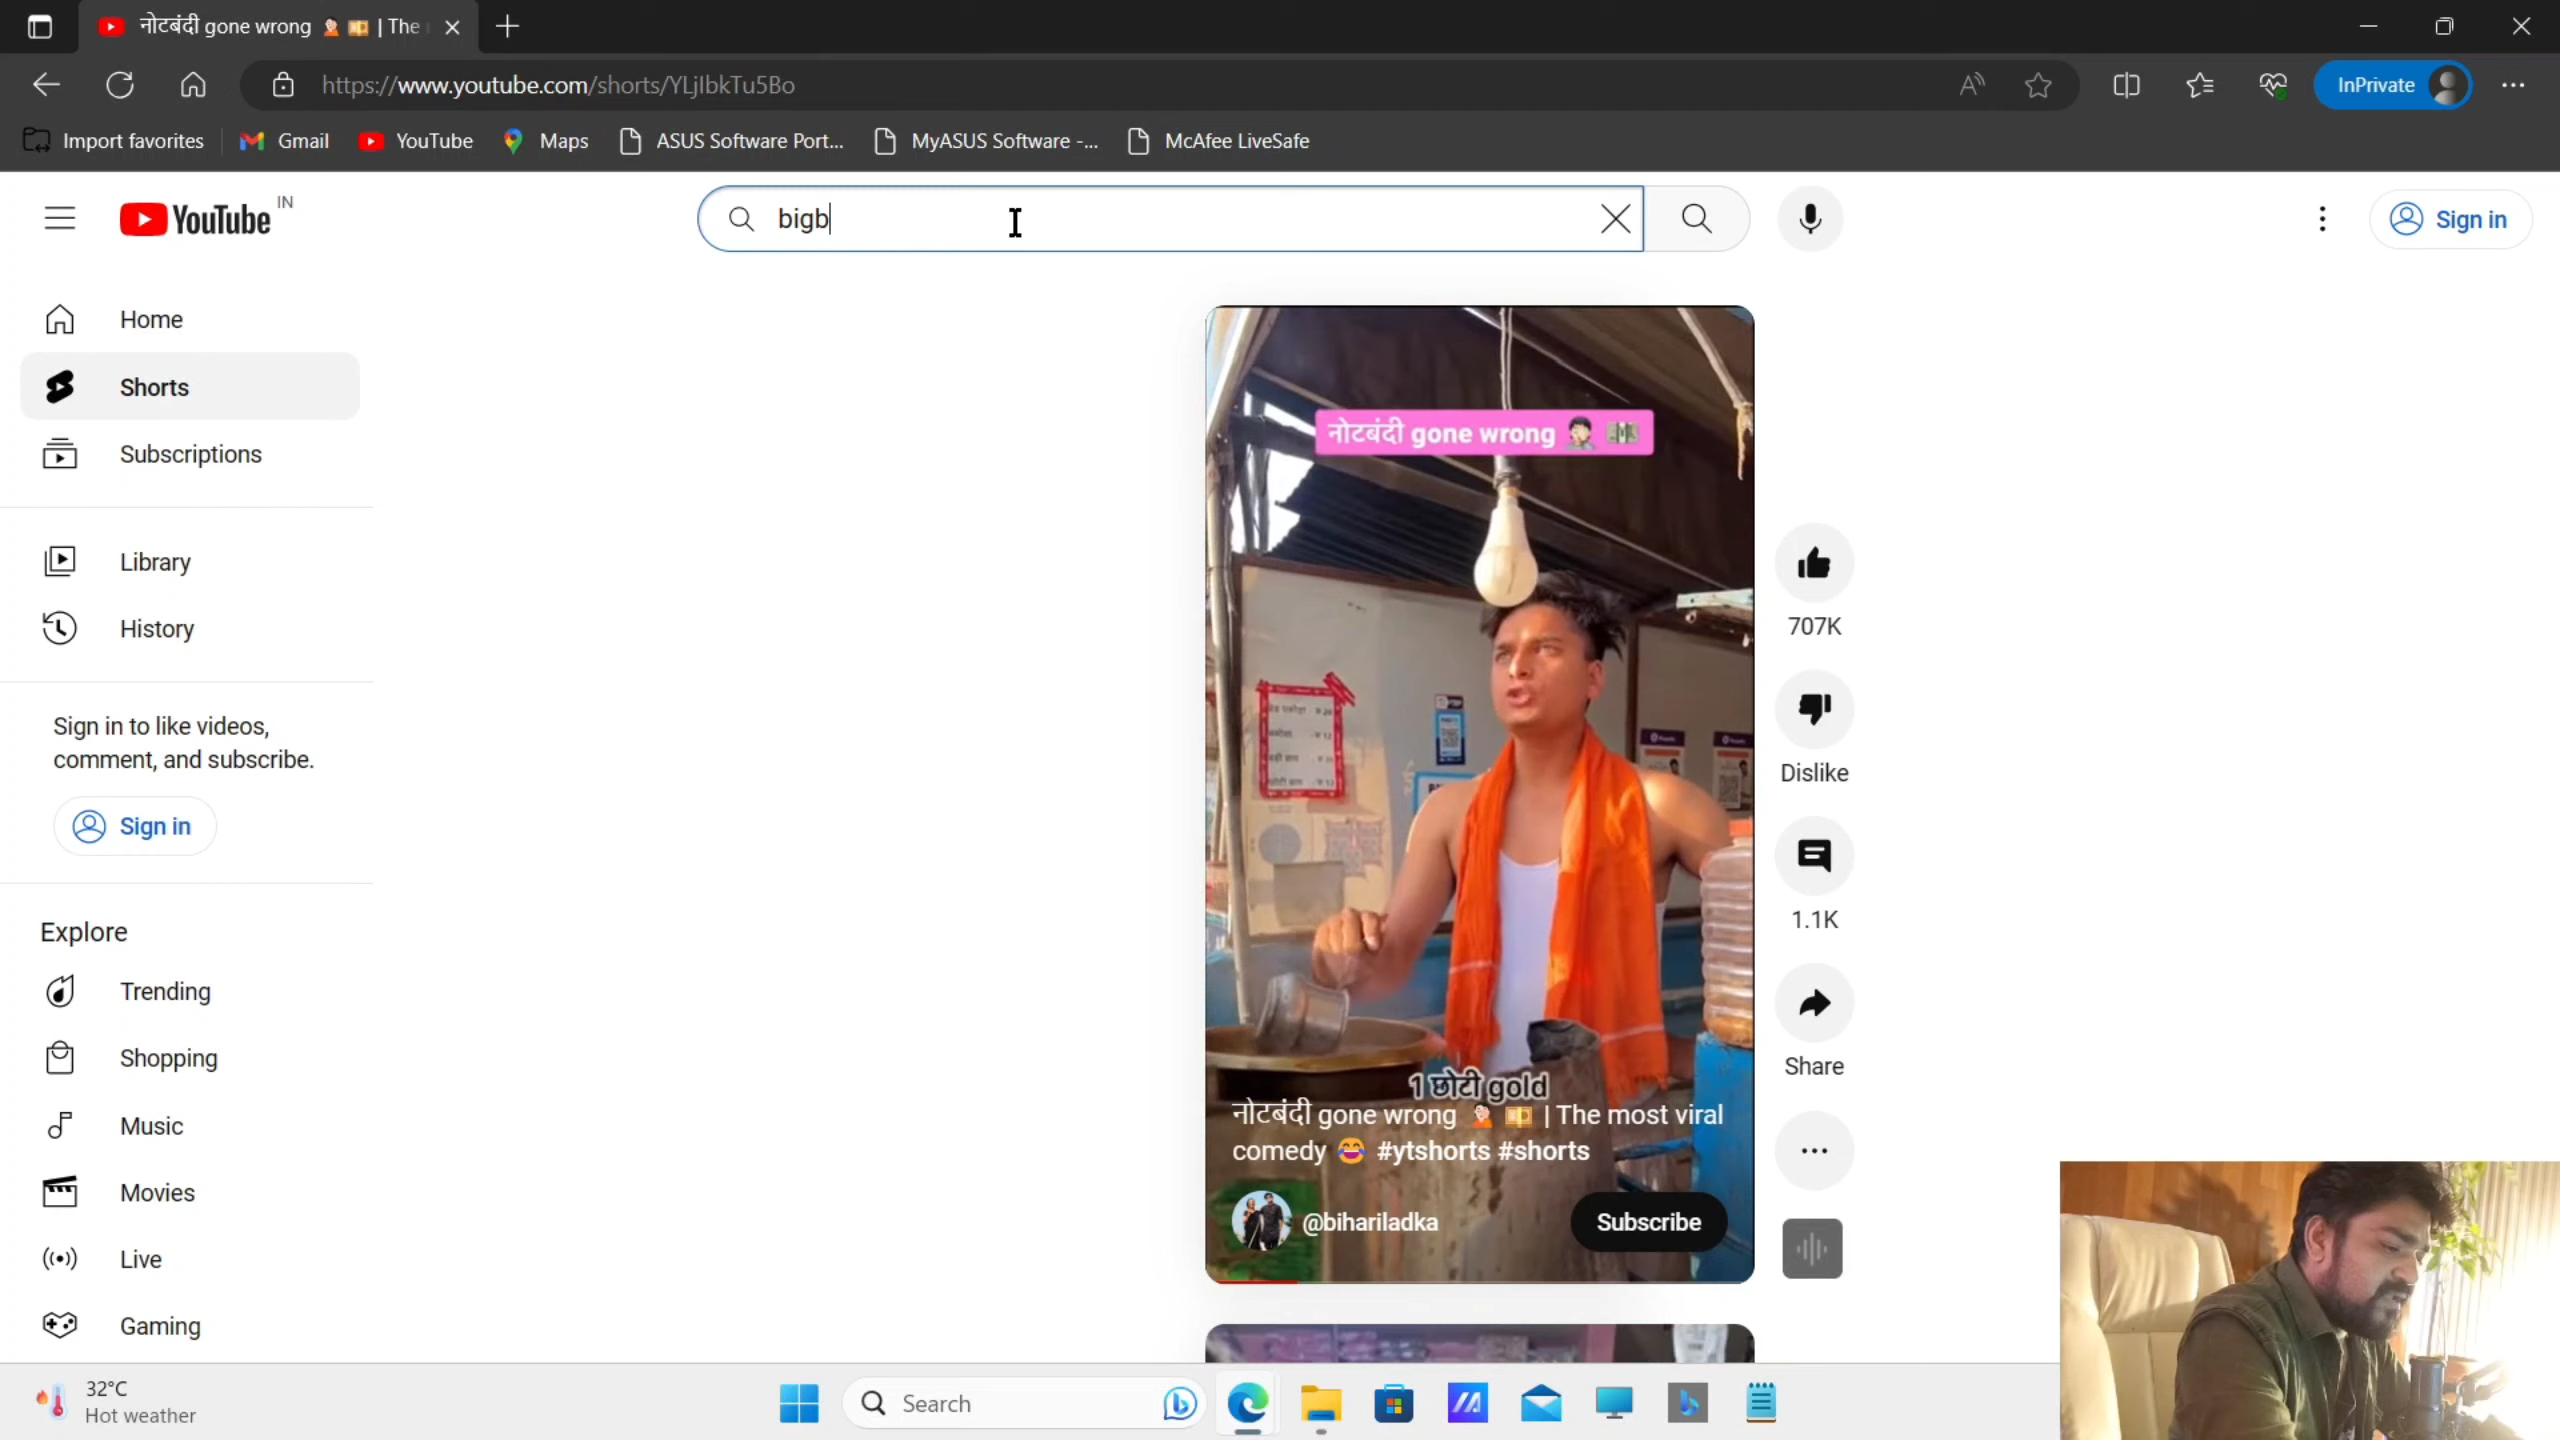 नोटबंदी gone wrong 🤦🏻 💴 | The
https://www.youtube.com/shorts/YLjlbkTu5Bo
InPrivate
Import favorites
Gmail
YouTube
Maps
ASUS Software Port...
MyASUS Software -...
McAfee LiveSafe
YouTube IN
bigb
Sign in
Home
Shorts
Subscriptions
Library
History
Sign in to like videos,
comment, and subscribe.
Sign in
Explore
Trending
Shopping
Music
Movies
Live
Gaming
नोटबंदी gone wrong 🤦🏻 💵
1 छोटी gold
नोटबंदी gone wrong 🤦🏻 💴 | The most viral
comedy 😂 #ytshorts #shorts
@bihariladka
Subscribe
707K
Dislike
1.1K
Share
32°C
Hot weather
Search